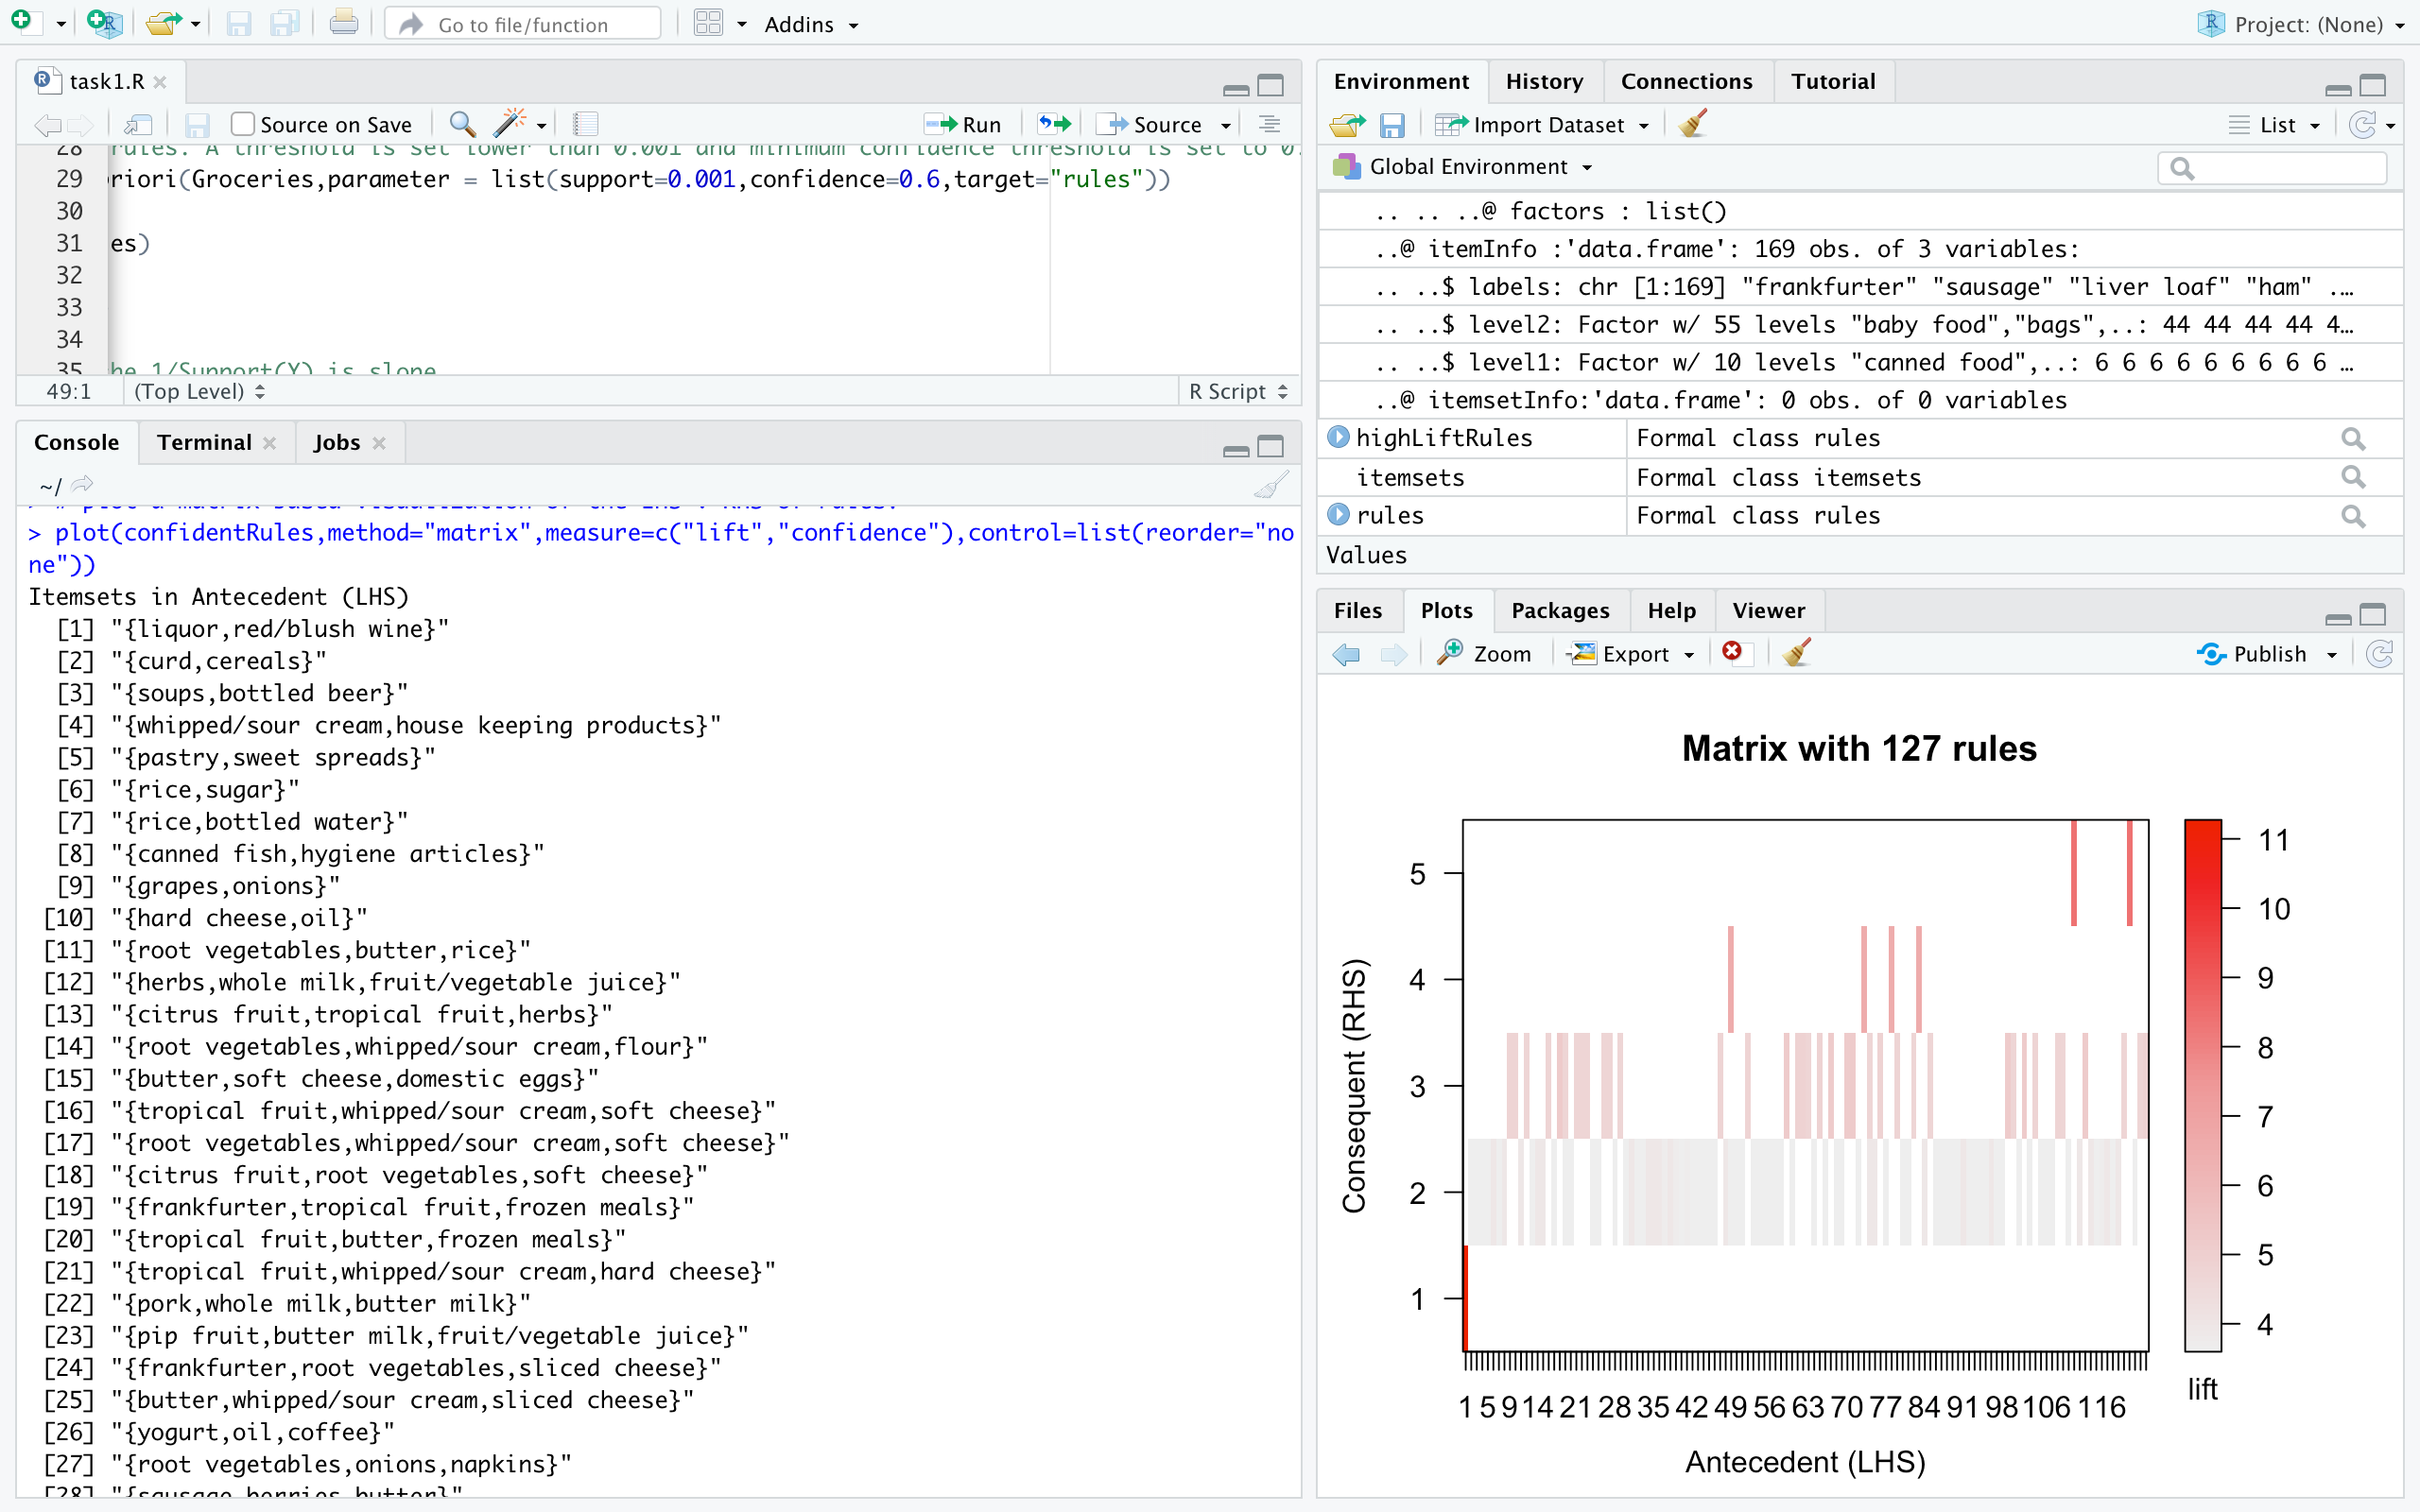 Go to file/function
Addins
Project: (None)
task1.R
Source on Save
Run
Source
28 rules. A threshold is set lower than 0.001 and minimum confidence threshold is set to 0.
29 riori(Groceries,parameter = list(support=0.001,confidence=0.6,target="rules"))
30
31 es)
32
33
34
35 he 1/Support(Y) is slope
49:1 (Top Level) R Script
Console Terminal Jobs
~/
> # plot a matrix-based visualization of the LHS & RHS of rules.
> plot(confidentRules,method="matrix",measure=c("lift","confidence"),control=list(reorder="no
ne"))
Itemsets in Antecedent (LHS)
[1] "{liquor,red/blush wine}"
[2] "{curd,cereals}"
[3] "{soups,bottled beer}"
[4] "{whipped/sour cream,house keeping products}"
[5] "{pastry,sweet spreads}"
[6] "{rice,sugar}"
[7] "{rice,bottled water}"
[8] "{canned fish,hygiene articles}"
[9] "{grapes,onions}"
[10] "{hard cheese,oil}"
[11] "{root vegetables,butter,rice}"
[12] "{herbs,whole milk,fruit/vegetable juice}"
[13] "{citrus fruit,tropical fruit,herbs}"
[14] "{root vegetables,whipped/sour cream,flour}"
[15] "{butter,soft cheese,domestic eggs}"
[16] "{tropical fruit,whipped/sour cream,soft cheese}"
[17] "{root vegetables,whipped/sour cream,soft cheese}"
[18] "{citrus fruit,root vegetables,soft cheese}"
[19] "{frankfurter,tropical fruit,frozen meals}"
[20] "{tropical fruit,butter,frozen meals}"
[21] "{tropical fruit,whipped/sour cream,hard cheese}"
[22] "{pork,whole milk,butter milk}"
[23] "{pip fruit,butter milk,fruit/vegetable juice}"
[24] "{frankfurter,root vegetables,sliced cheese}"
[25] "{butter,whipped/sour cream,sliced cheese}"
[26] "{yogurt,oil,coffee}"
[27] "{root vegetables,onions,napkins}"
[28] "{sausage,berries,butter}"
Environment History Connections Tutorial
Import Dataset
List
Global Environment
.. .. ..@ factors : list()
..@ itemInfo :'data.frame': 169 obs. of 3 variables:
.. ..$ labels: chr [1:169] "frankfurter" "sausage" "liver loaf" "ham" ...
.. ..$ level2: Factor w/ 55 levels "baby food","bags",..: 44 44 44 44 4…
.. ..$ level1: Factor w/ 10 levels "canned food",..: 6 6 6 6 6 6 6 6 6 …
..@ itemsetInfo:'data.frame': 0 obs. of 0 variables
highLiftRules Formal class rules
itemsets Formal class itemsets
rules Formal class rules
Values
Files Plots Packages Help Viewer
Zoom
Export
Publish
Matrix with 127 rules
Consequent (RHS)
5
4
3
2
1
1 5 9 14 21 28 35 42 49 56 63 70 77 84 91 98 106 116
Antecedent (LHS)
11
10
9
8
7
6
5
4
lift